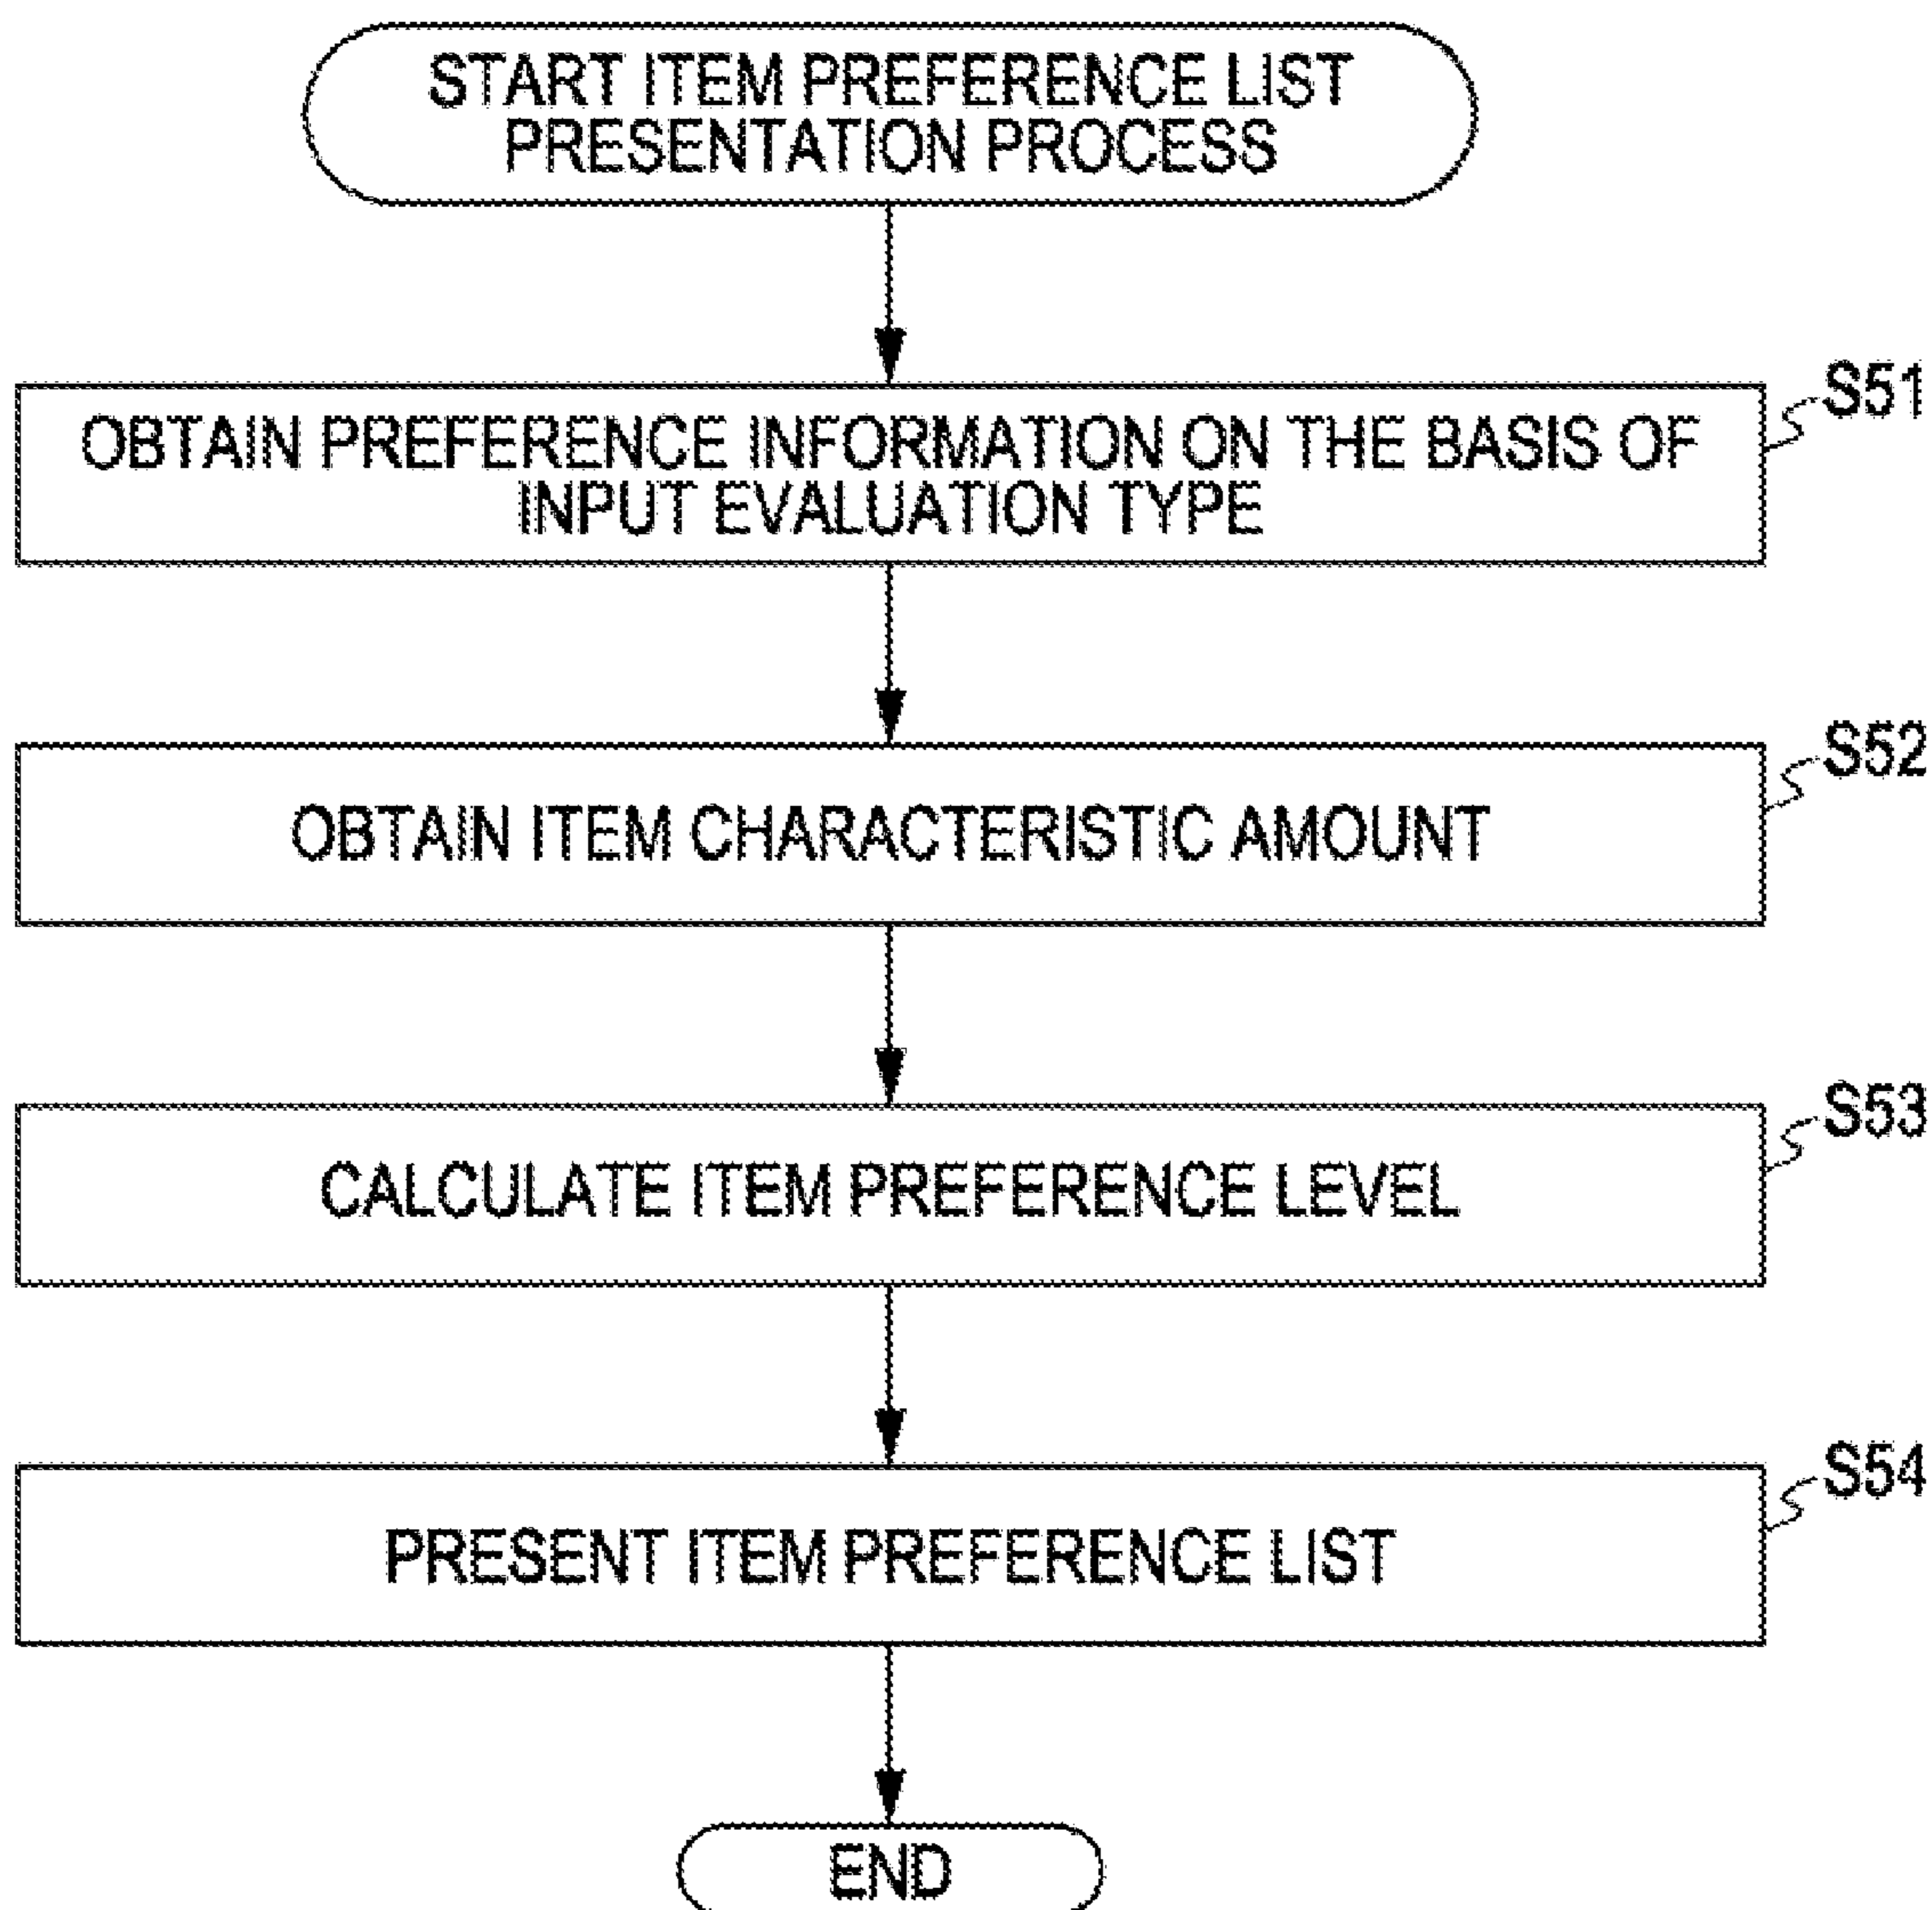 START ITEM PREFERENCE LIST
PRESENTATION PROCESS
S51
OBTAIN PREFERENCE INFORMATION ON THE BASIS OF
INPUT EVALUATION TYPE
S52
OBTAIN ITEM CHARACTERISTIC AMOUNT
S53
CALCULATE ITEM PREFERENCE LEVEL
S54
PRESENT ITEM PREFERENCE LIST
END